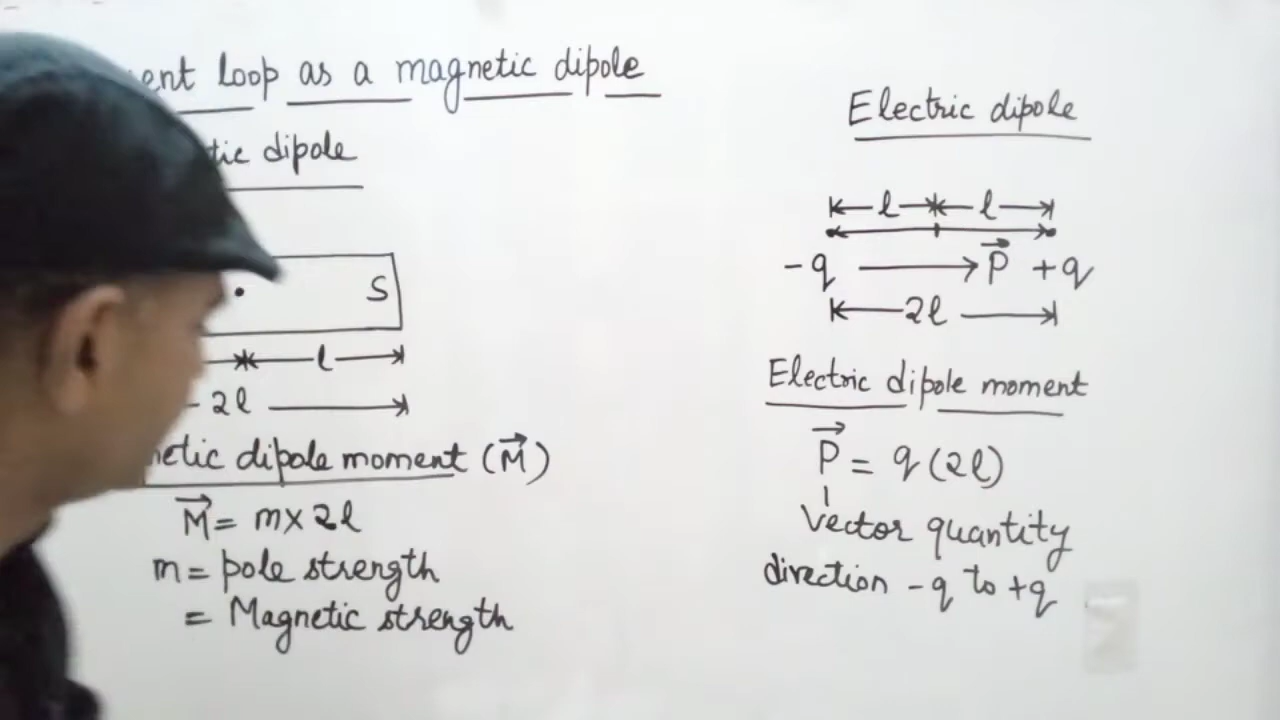 ent loop as a magnetic dipole
tic dipole
S
l
2l
netic dipole moment (M⃗)
M⃗ = m×2l
m = pole strength
= Magnetic strength
Electric dipole
l l
-q P⃗ +q
2l
Electric dipole moment
P⃗ = q(2l)
Vector quantity
direction -q to +q